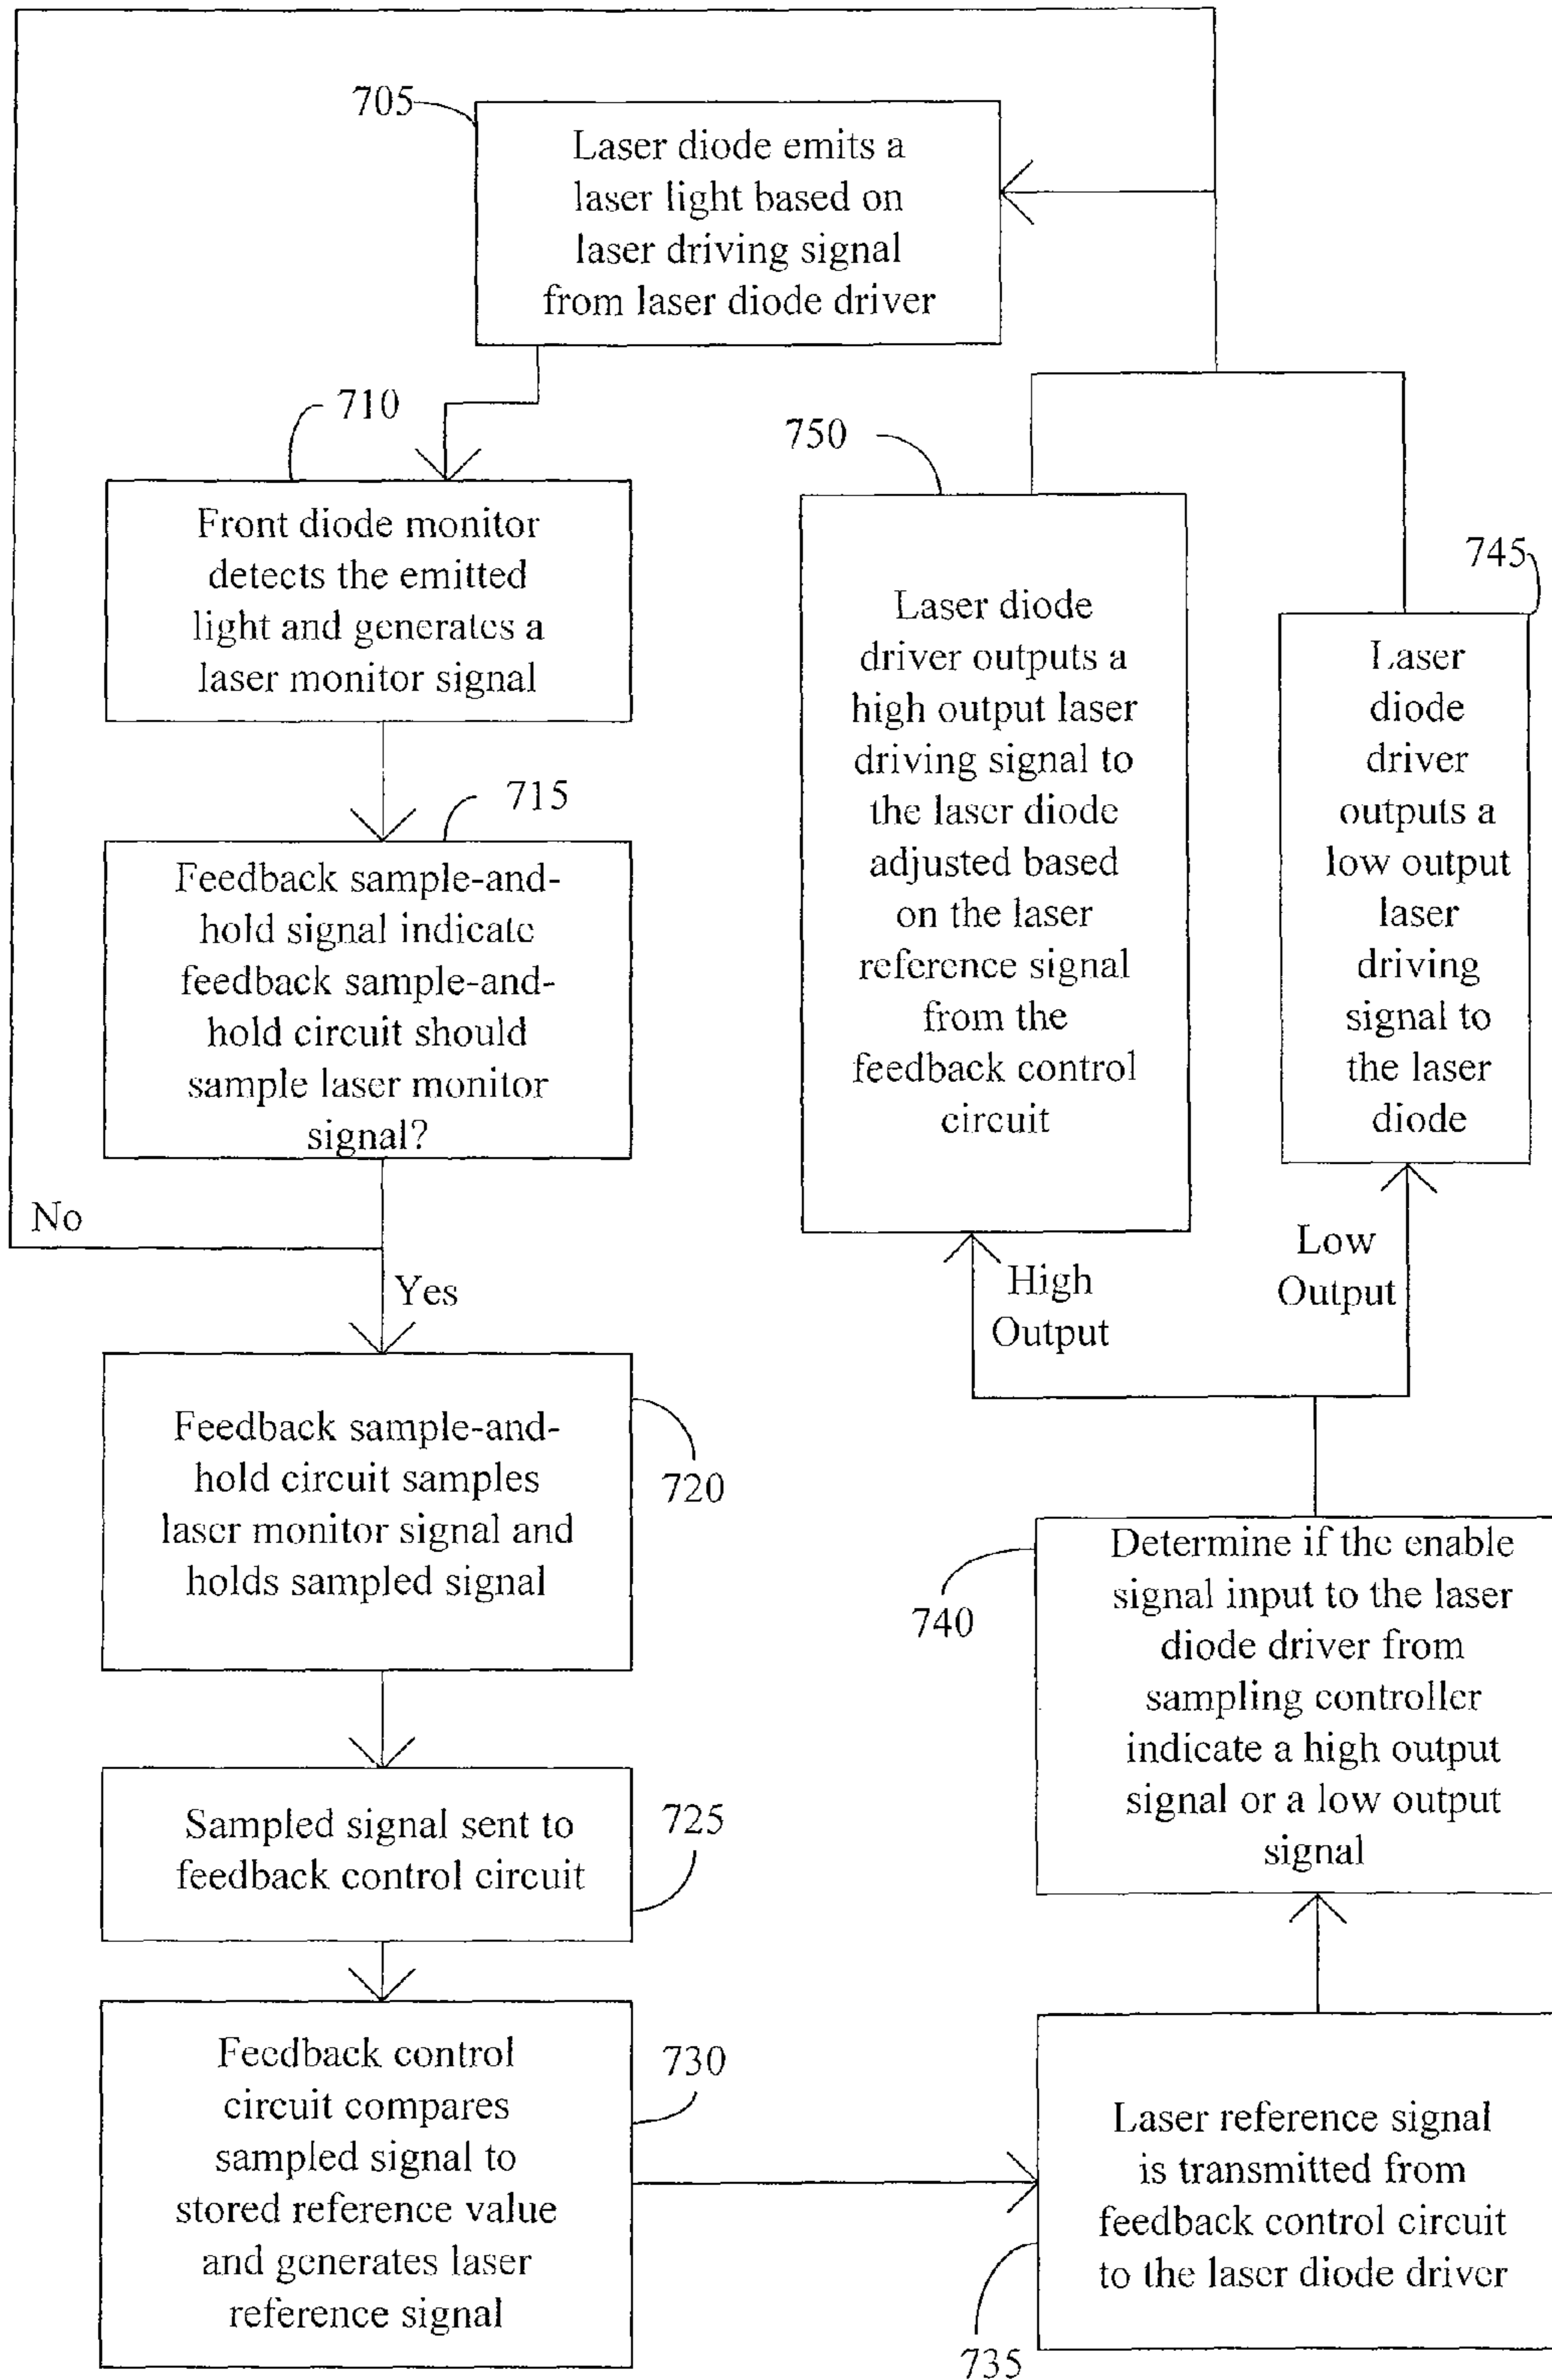 705
Laser diode emits a
laser light based on
laser driving signal
from laser diode driver
710
Front diode monitor
detects the emitted
light and generates a
laser monitor signal
715
Feedback sample-and-
hold signal indicate
feedback sample-and-
hold circuit should
sample laser monitor
signal?
No
Yes
Feedback sample-and-
hold circuit samples
laser monitor signal and
holds sampled signal
720
Sampled signal sent to
feedback control circuit
725
Feedback control
circuit compares
sampled signal to
stored reference value
and generates laser
reference signal
730
Laser reference signal
is transmitted from
feedback control circuit
to the laser diode driver
735
Determine if the enable
signal input to the laser
diode driver from
sampling controller
indicate a high output
signal or a low output
signal
740
High
Output
Low
Output
750
Laser diode
driver outputs a
high output laser
driving signal to
the laser diode
adjusted based
on the laser
reference signal
from the
feedback control
circuit
745
Laser
diode
driver
outputs a
low output
laser
driving
signal to
the laser
diode